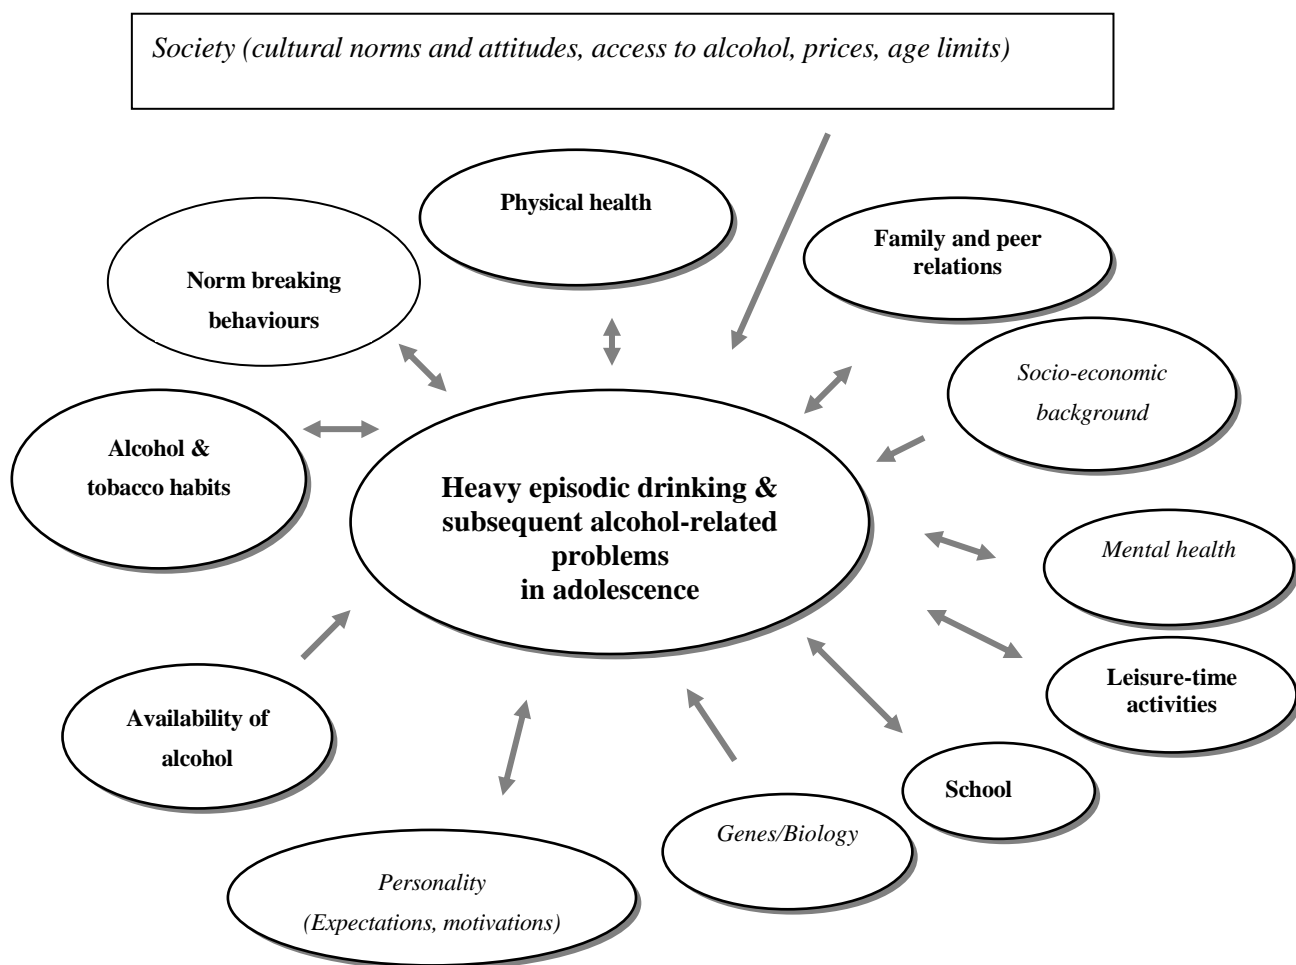 Society (cultural norms and attitudes, access to alcohol, prices, age limits)
Physical health
Family and peer
relations
Norm breaking
behaviours
Socio-economic
background
Alcohol &
tobacco habits
Heavy episodic drinking &
subsequent alcohol-related
problems
in adolescence
Mental health
Leisure-time
activities
Availability of
alcohol
School
Genes/Biology
Personality
(Expectations, motivations)